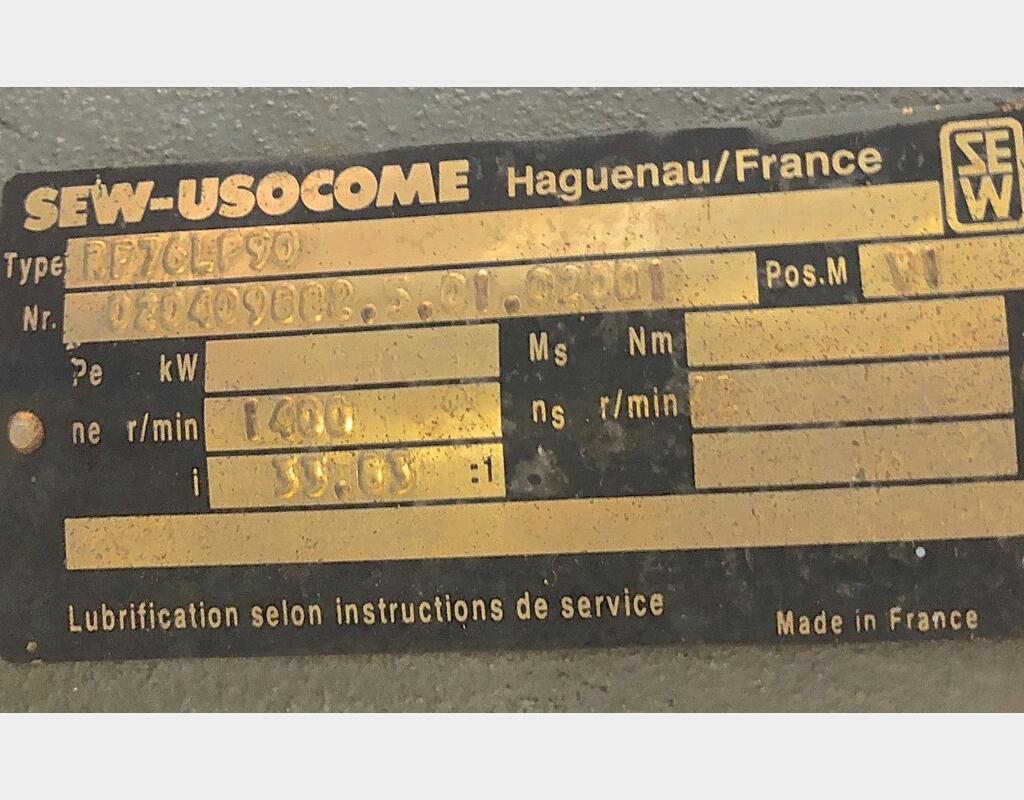 SEW-USOCOME Haguenau/France SEW
Type RF76LP90
Nr. Pos.M
Pe kW Ms Nm
ne r/min 1400 ns r/min
i :1
Lubrification selon instructions de service
Made in France